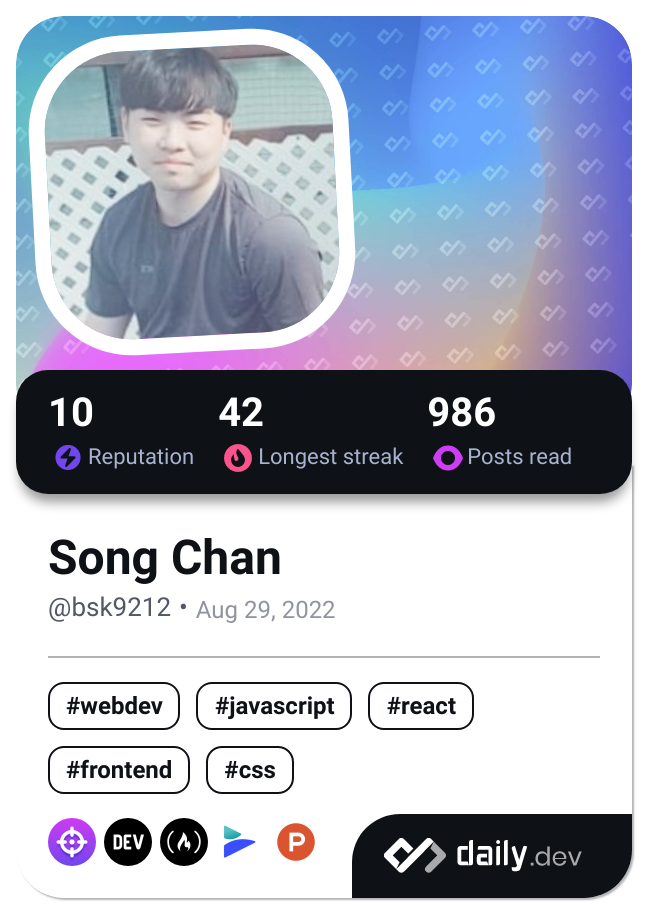 10 42 986
Reputation Longest streak Posts read
Song Chan
@bsk9212 • Aug 29, 2022
#webdev #javascript #react
#frontend #css
DEV P daily.dev